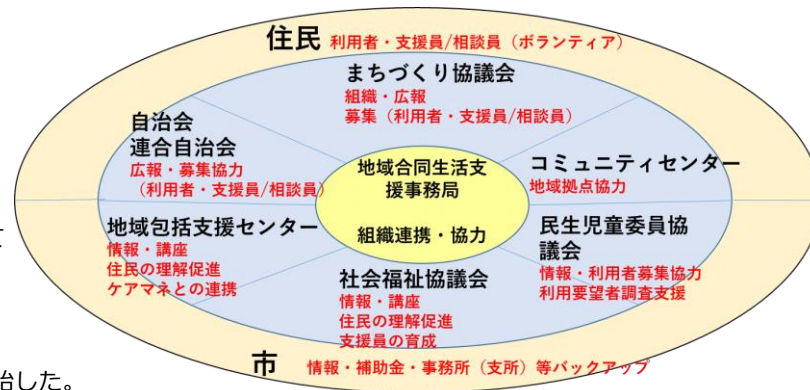 住民 利用者・支援員/相談員（ボランティア）
まちづくり協議会
組織・広報
募集（利用者・支援員/相談員）
自治会
連合自治会
広報・募集協力
（利用者・支援員/相談員）
地域合同生活支
援事務局
組織連携・協力
コミュニティセンター
地域拠点協力
地域包括支援センター
情報・講座
住民の理解促進
ケアマネとの連携
民生児童委員協
議会
情報・利用者募集協力
利用要望者調査支援
社会福祉協議会
情報・講座
住民の理解促進
支援員の育成
市 情報・補助金・事務所（支所）等バックアップ
始した。